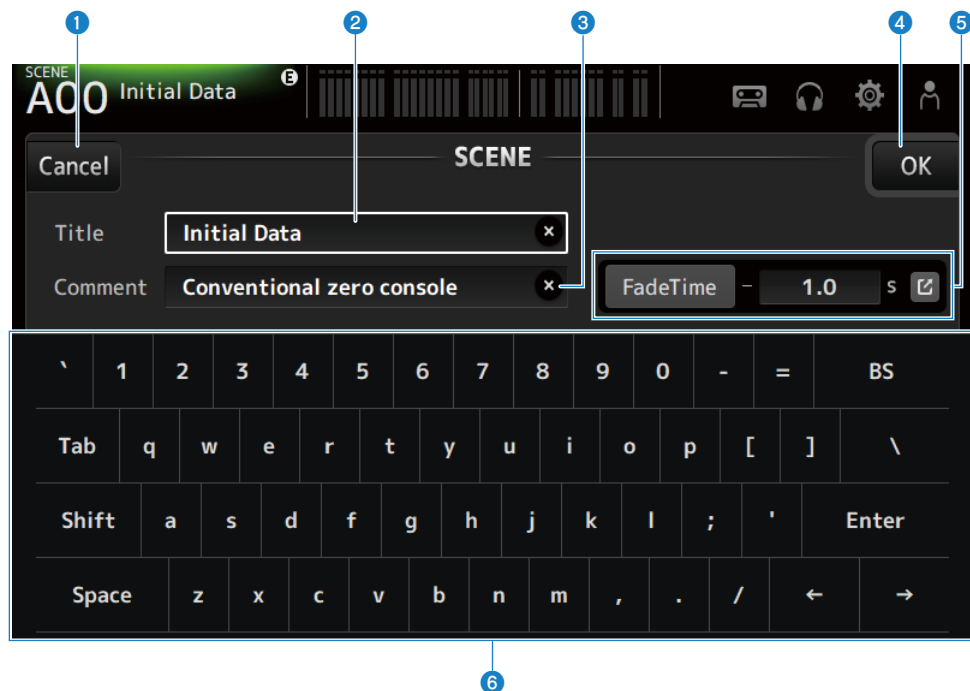 1 2 3 4 5
SCENE
A00 Initial Data E
Cancel SCENE OK
Title Initial Data ×
Comment Conventional zero console × FadeTime – 1.0 s
` 1 2 3 4 5 6 7 8 9 0 - = BS
Tab q w e r t y u i o p [ ] \
Shift a s d f g h j k l ; ' Enter
Space z x c v b n m , . / ← →
6